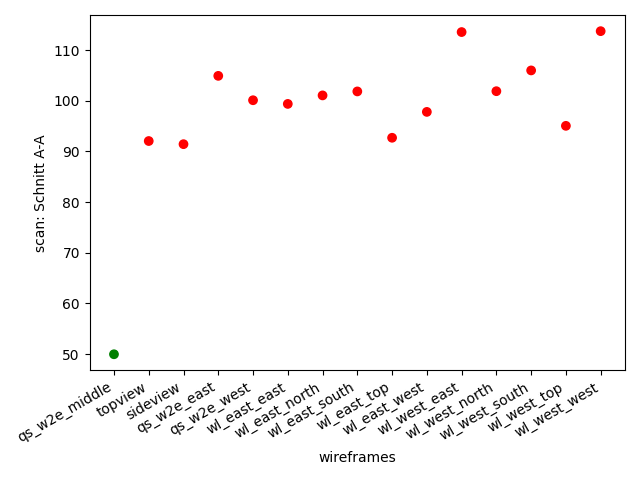 scan: Schnitt A-A
110
100
90
80
70
60
50
qs_w2e_middle
topview
sideview
qs_w2e_east
qs_w2e_west
wl_east_east
wl_east_north
wl_east_south
wl_east_top
wl_east_west
wl_west_east
wl_west_north
wl_west_south
wl_west_top
wl_west_west
wireframes